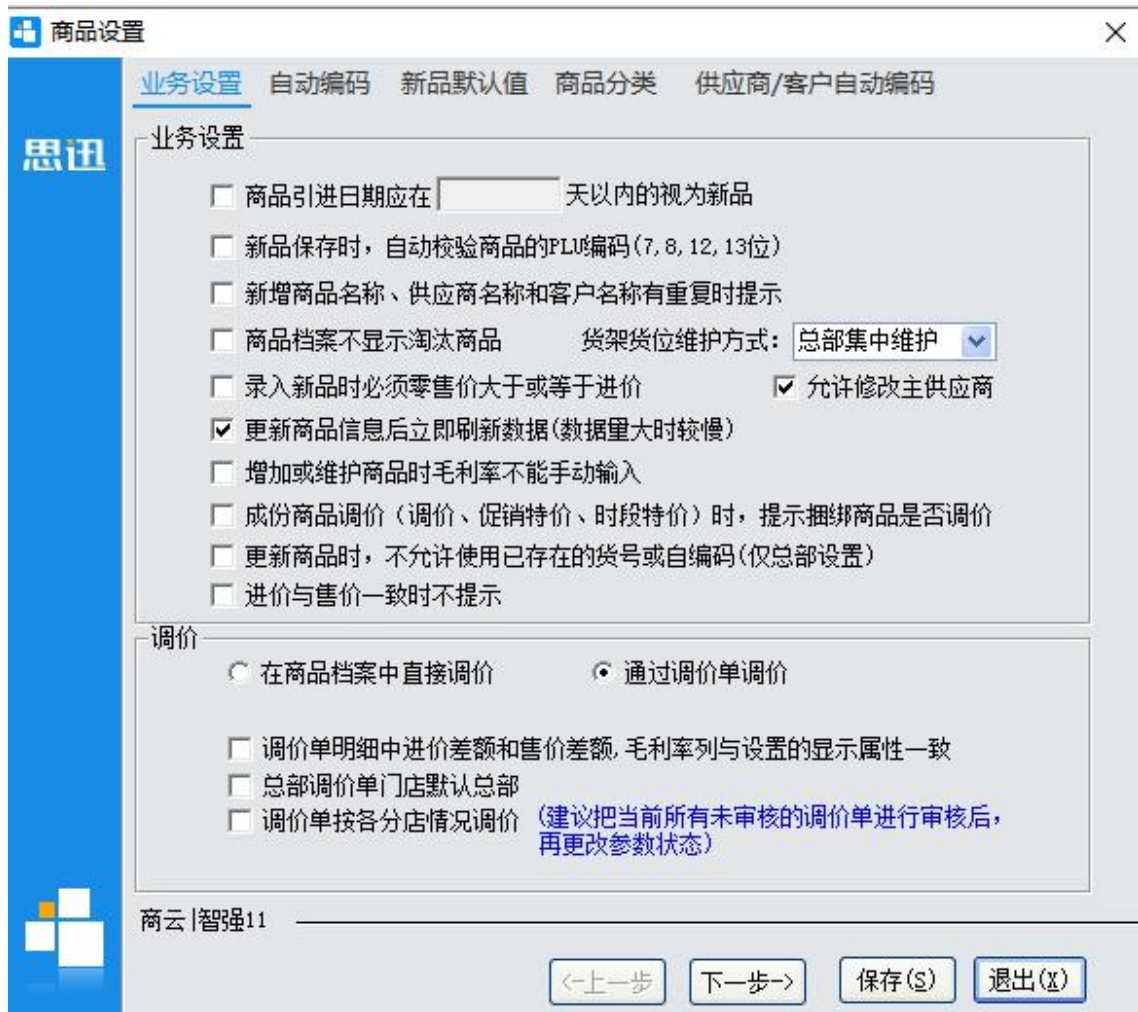 商品设置
业务设置 自动编码 新品默认值 商品分类 供应商/客户自动编码
思迅
业务设置
商品引进日期应在 天以内的视为新品
新品保存时，自动校验商品的PLU编码(7,8,12,13位)
新增商品名称、供应商名称和客户名称有重复时提示
商品档案不显示淘汰商品 货架货位维护方式： 总部集中维护
录入新品时必须零售价大于或等于进价 允许修改主供应商
更新商品信息后立即刷新数据(数据量大时较慢)
增加或维护商品时毛利率不能手动输入
成份商品调价（调价、促销特价、时段特价）时，提示捆绑商品是否调价
更新商品时，不允许使用已存在的货号或自编码(仅总部设置)
进价与售价一致时不提示
调价
在商品档案中直接调价 通过调价单调价
调价单明细中进价差额和售价差额,毛利率列与设置的显示属性一致
总部调价单门店默认总部
调价单按各分店情况调价 (建议把当前所有未审核的调价单进行审核后，
再更改参数状态)
商云|智强11
<-上一步 下一步-> 保存(S) 退出(X)